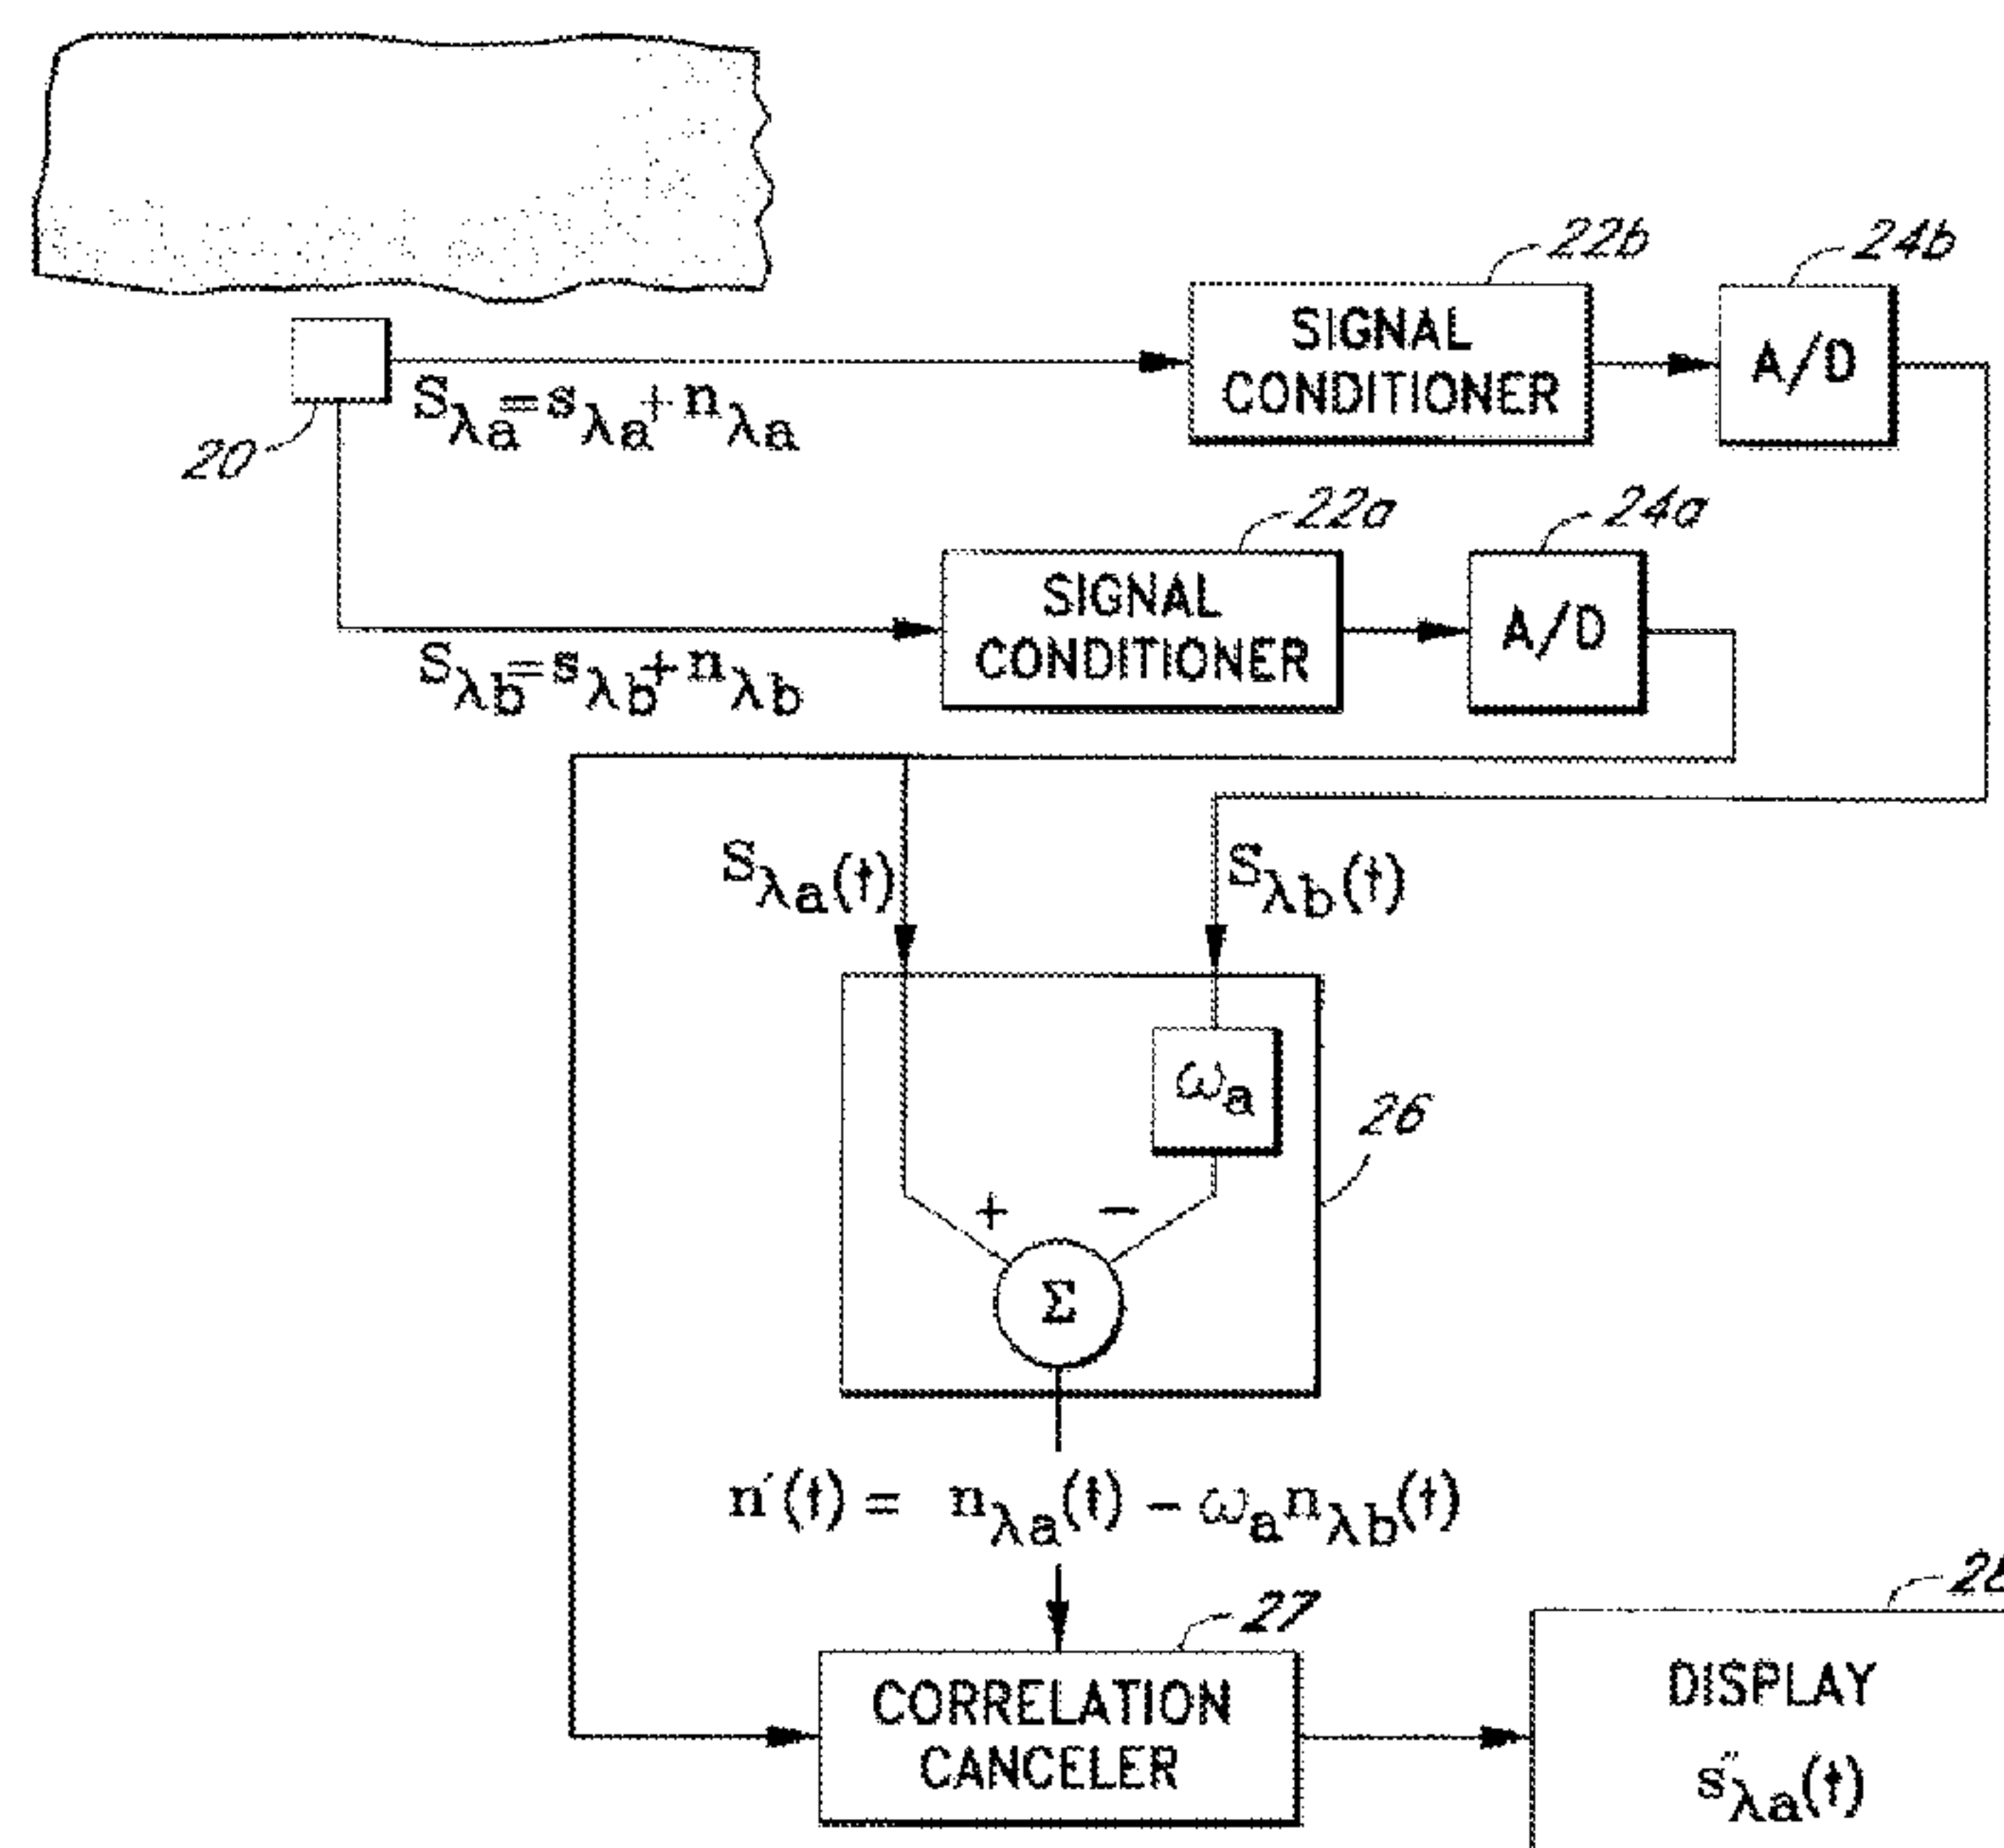 22b
24b
SIGNAL
CONDITIONER
A/D
Sλa=sλa+nλa
20
22a
24a
SIGNAL
CONDITIONER
A/D
Sλb=sλb+nλb
Sλa(t)
Sλb(t)
ωa
26
+
−
Σ
n′(t) = nλa(t) − ωanλb(t)
27
CORRELATION
CANCELER
DISPLAY
s″λa(t)